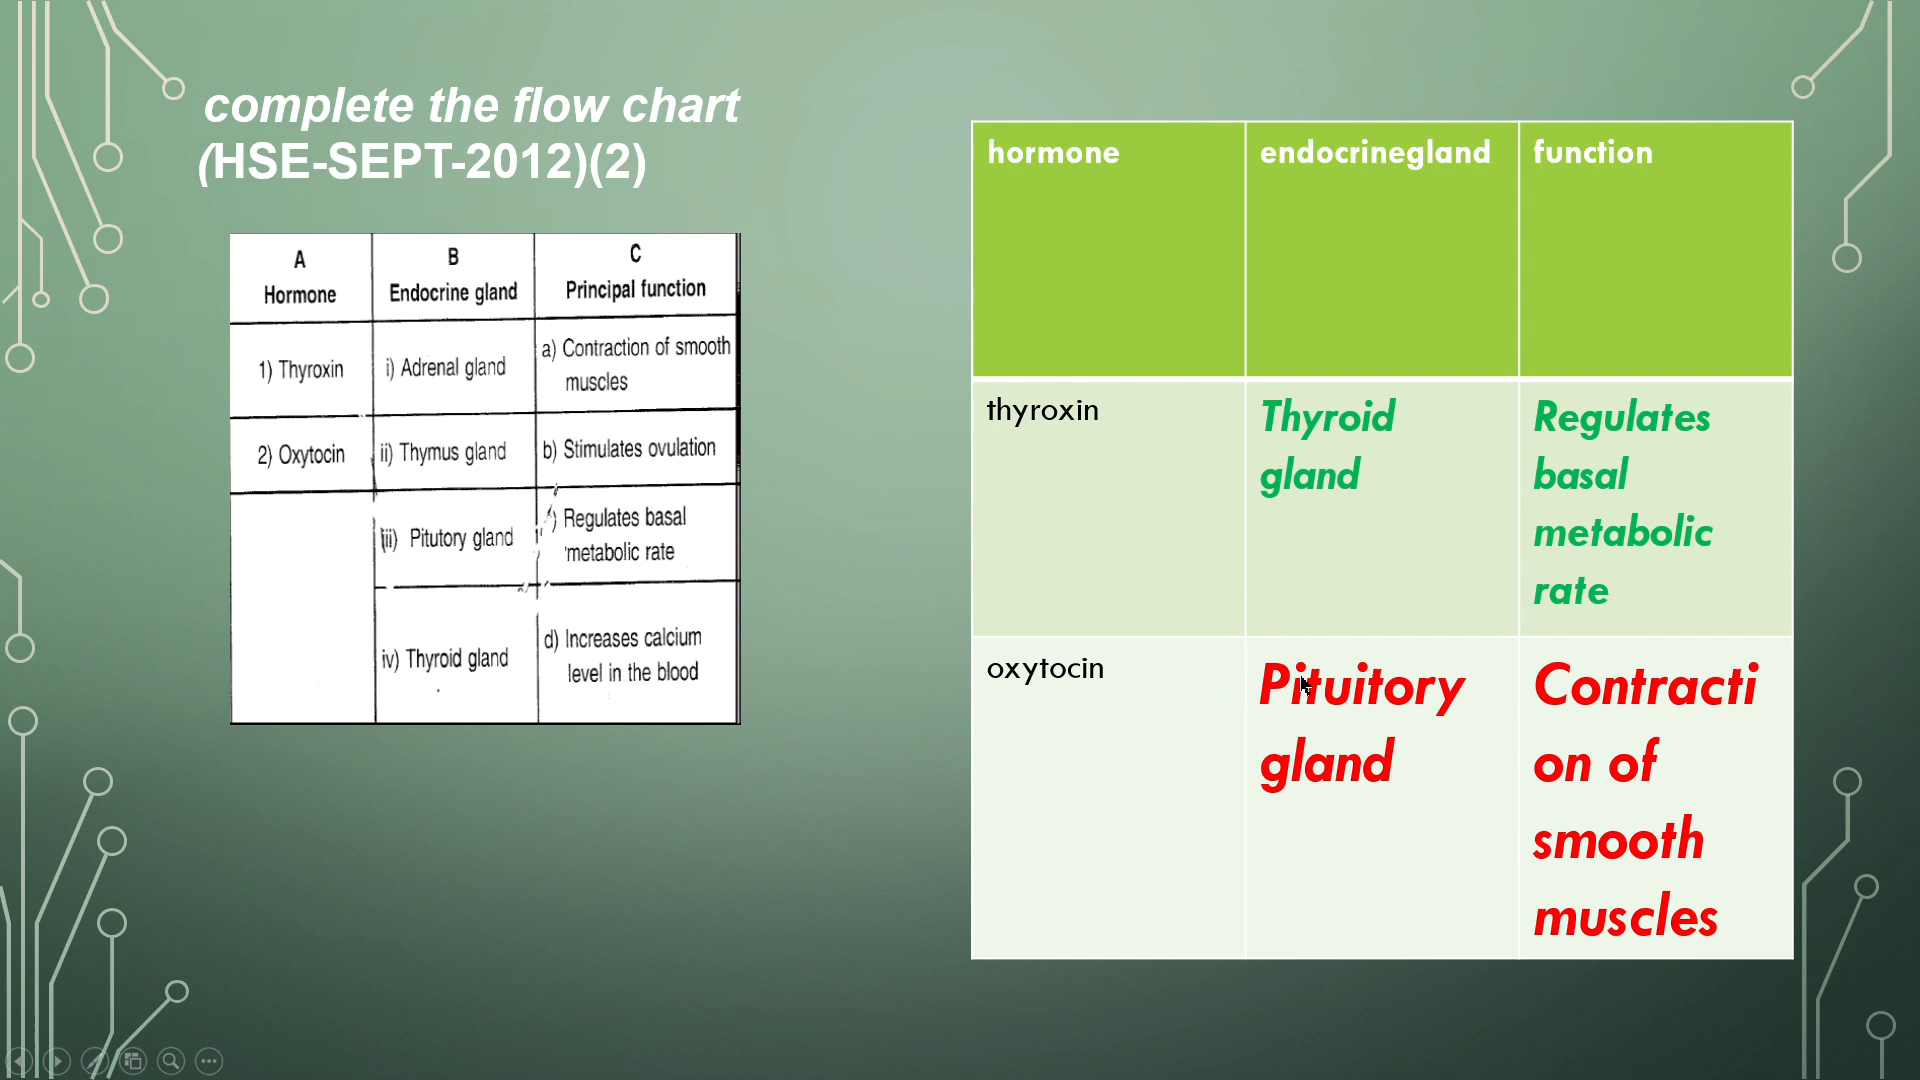 complete the flow chart
(HSE-SEPT-2012)(2)
A
Hormone
B
Endocrine gland
C
Principal function
1) Thyroxin
i) Adrenal gland
a) Contraction of smooth
muscles
2) Oxytocin
ii) Thymus gland
b) Stimulates ovulation
iii) Pitutory gland
) Regulates basal
metabolic rate
iv) Thyroid gland
d) Increases calcium
level in the blood
hormone
endocrinegland
function
thyroxin
Thyroid
gland
Regulates
basal
metabolic
rate
oxytocin
Pituitory
gland
Contracti
on of
smooth
muscles